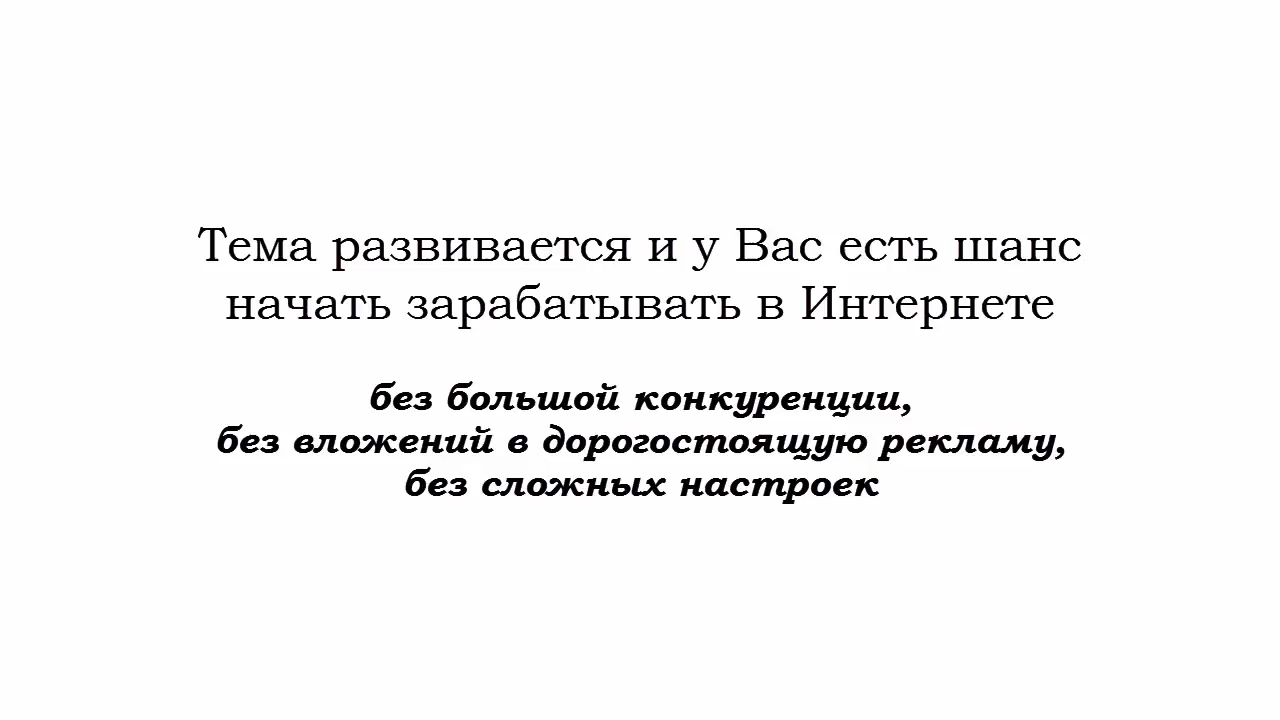 Тема развивается и у Вас есть шанс
начать зарабатывать в Интернете
без большой конкуренции,
без вложений в дорогостоящую рекламу,
без сложных настроек